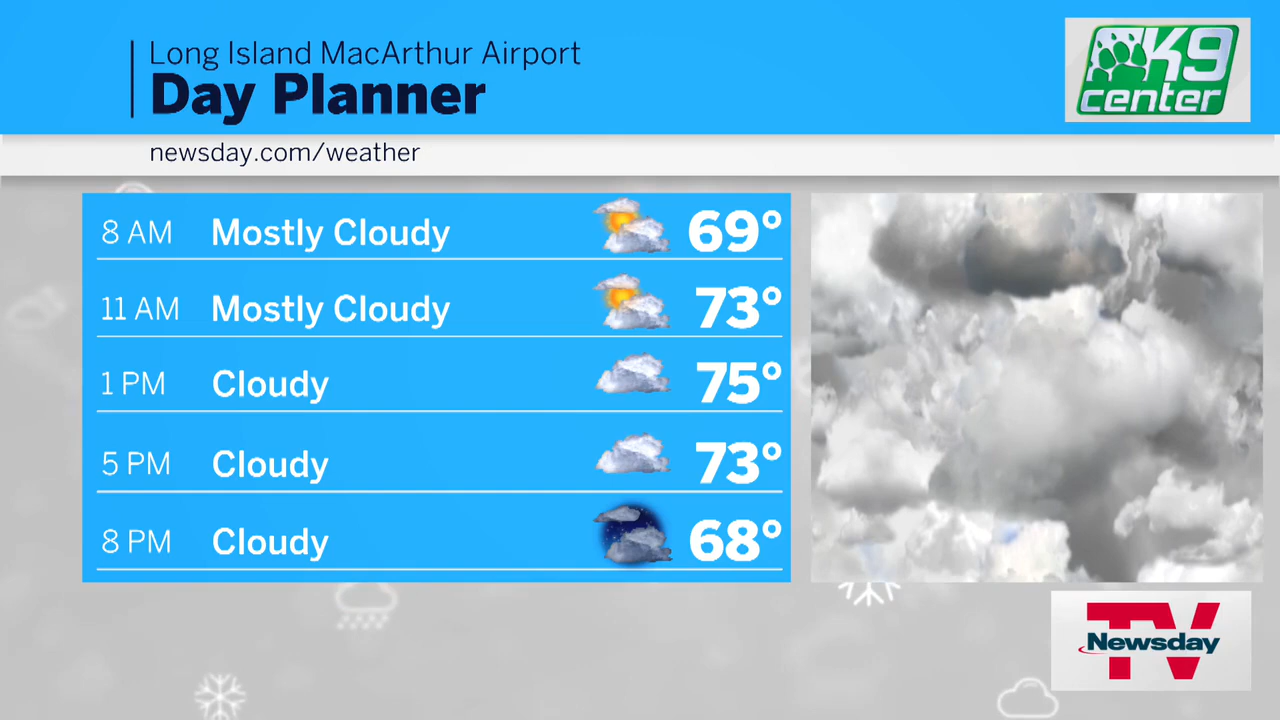 Long Island MacArthur Airport
Day Planner
K9
center
newsday.com/weather
8 AM Mostly Cloudy 69°
11 AM Mostly Cloudy 73°
1 PM Cloudy 75°
5 PM Cloudy 73°
8 PM Cloudy 68°
TV
Newsday